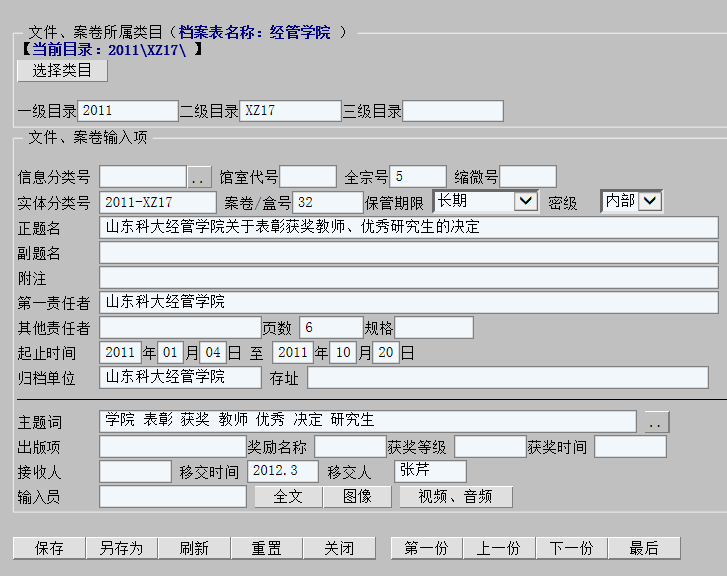 文件、案卷所属类目（档案表名称：经管学院 ）
【当前目录：2011\XZ17\ 】
选择类目
一级目录 2011 二级目录 XZ17 三级目录
文件、案卷输入项
信息分类号 .. 馆室代号 全宗号 5 缩微号
实体分类号 2011-XZ17 案卷/盒号 32 保管期限 长期 密级 内部
正题名 山东科大经管学院关于表彰获奖教师、优秀研究生的决定
副题名
附注
第一责任者 山东科大经管学院
其他责任者 页数 6 规格
起止时间 2011 年 01 月 04 日 至 2011 年 10 月 20 日
归档单位 山东科大经管学院 存址
主题词 学院 表彰 获奖 教师 优秀 决定 研究生 ..
出版项 奖励名称 获奖等级 获奖时间
接收人 移交时间 2012.3 移交人 张芹
输入员 全文 图像 视频、音频
保存 另存为 刷新 重置 关闭 第一份 上一份 下一份 最后